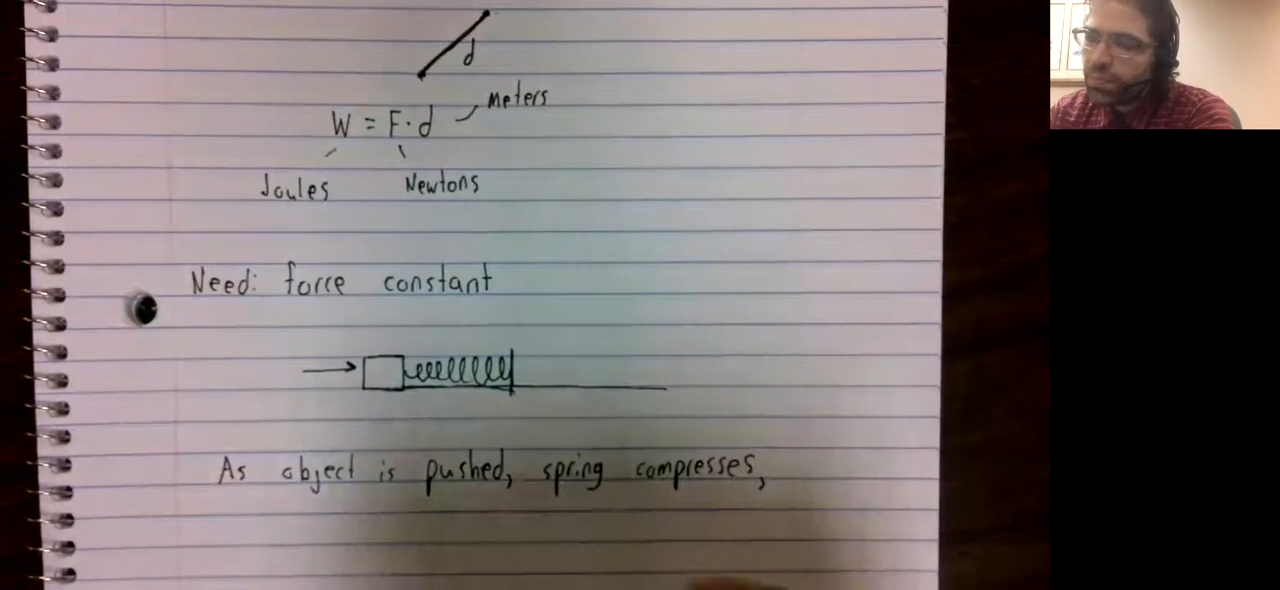 d
W = F · d
Meters
Joules
Newtons
Need: force constant
As object is pushed, spring compresses,